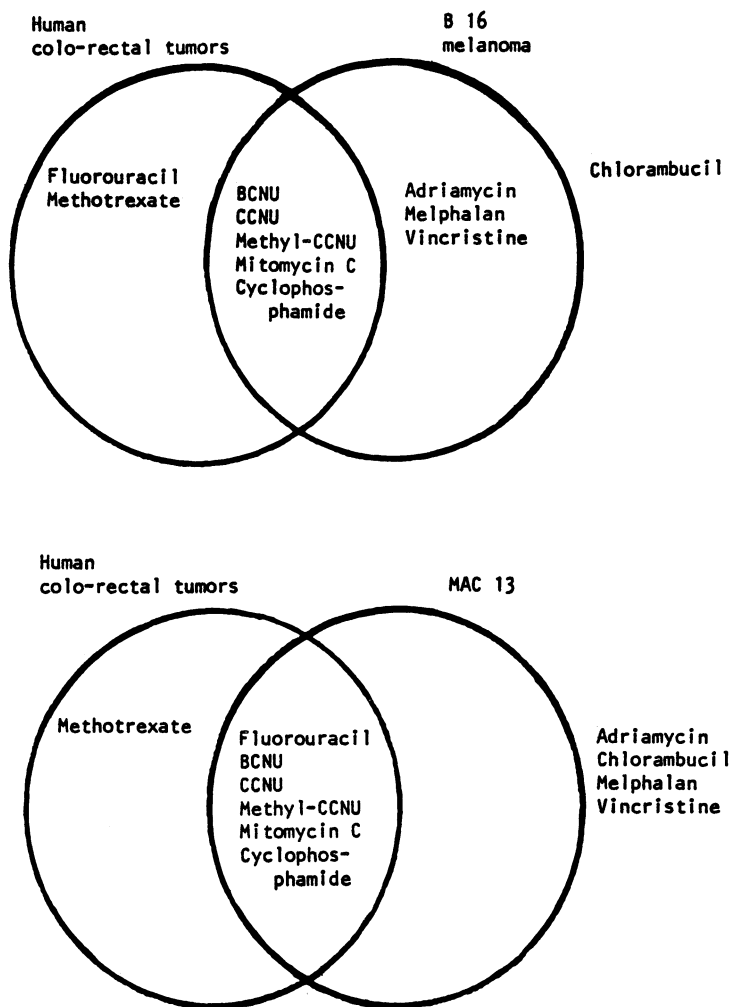 Human
colo-rectal tumors
B 16
melanoma
Fluorouracil
Methotrexate
BCNU
CCNU
Methyl-CCNU
Mitomycin C
Cyclophos-
phamide
Adriamycin
Melphalan
Vincristine
Chlorambucil
Human
colo-rectal tumors
MAC 13
Methotrexate
Fluorouracil
BCNU
CCNU
Methyl-CCNU
Mitomycin C
Cyclophos-
phamide
Adriamycin
Chlorambucil
Melphalan
Vincristine